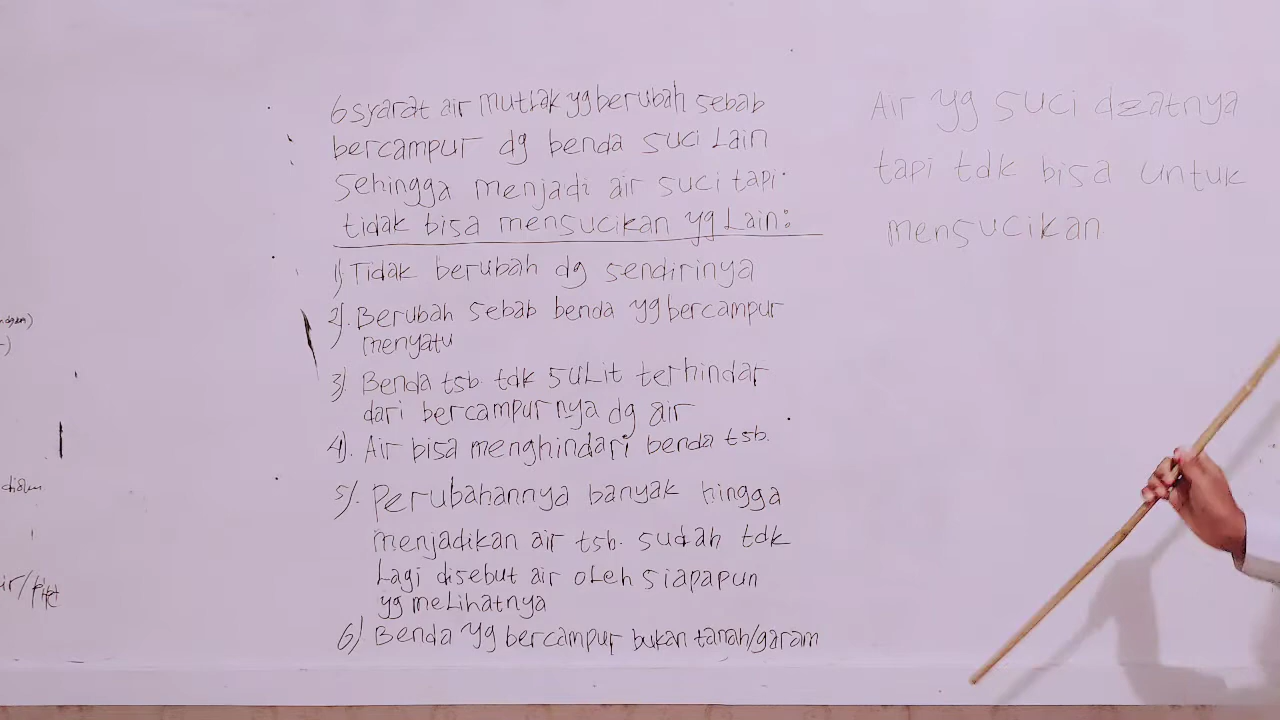 6 syarat air mutlak yg berubah sebab
bercampur dg benda suci Lain
Sehingga menjadi air suci tapi
tidak bisa mensucikan yg Lain:
1) Tidak berubah dg sendirinya
2). Berubah sebab benda yg bercampur
menyatu
3) Benda tsb. tdk sulit terhindar
dari bercampurnya dg air
4). Air bisa menghindari benda tsb.
5). Perubahannya banyak hingga
menjadikan air tsb. sudah tdk
Lagi disebut air oleh siapapun
yg melihatnya
6) Benda yg bercampur bukan tanah/garam
Air yg suci dzatnya
tapi tdk bisa untuk
mensucikan